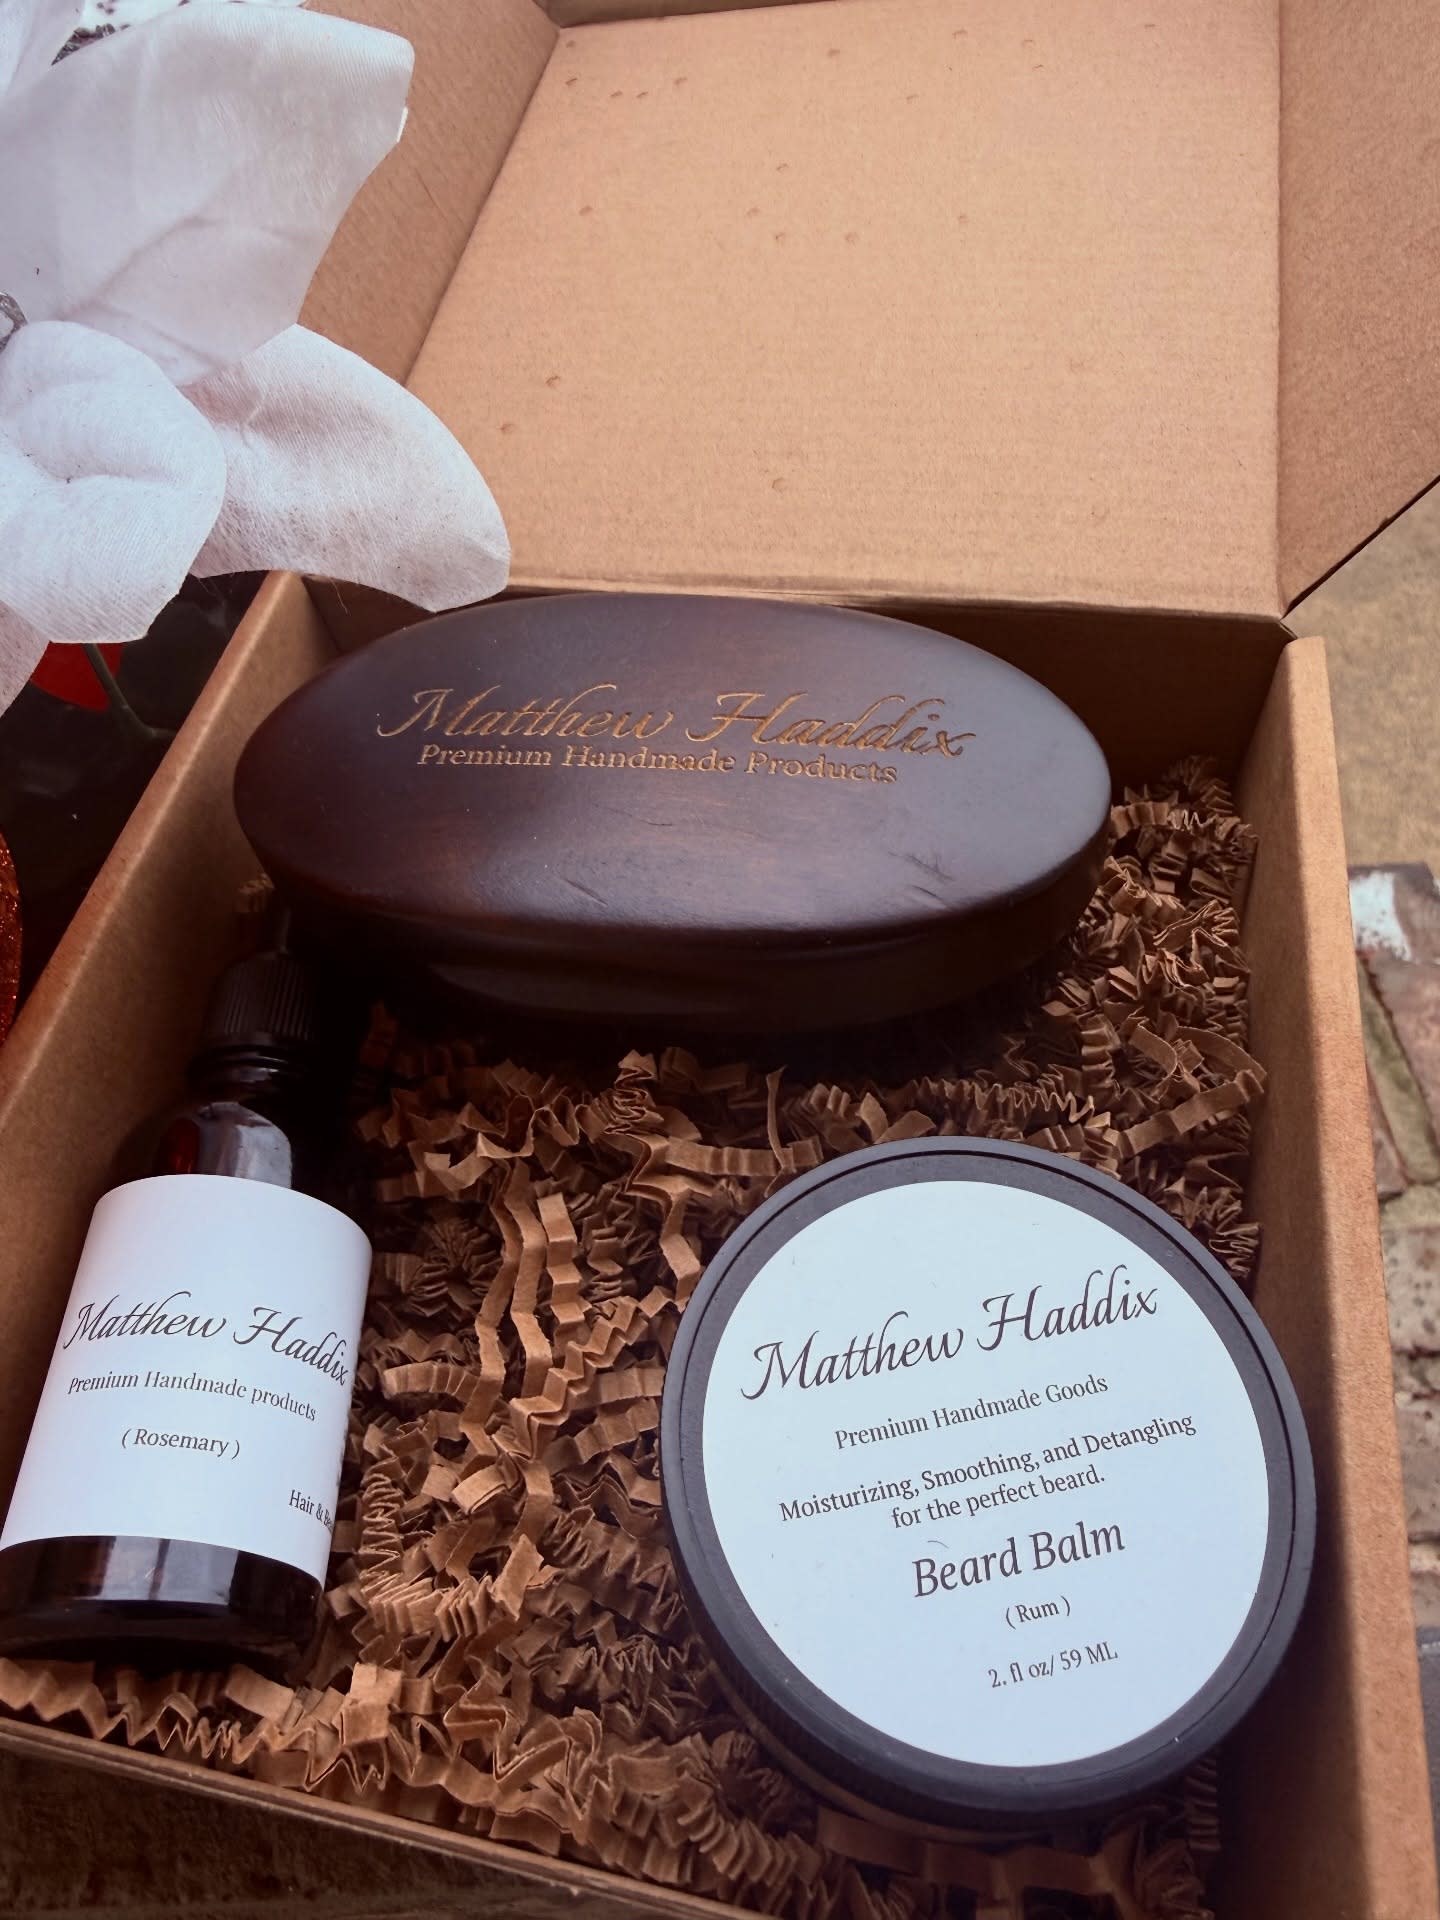 Matthew Haddix
Premium Handmade Products
Matthew Haddix
Premium Handmade products
( Rosemary )
Hair &
Matthew Haddix
Premium Handmade Goods
Moisturizing, Smoothing, and Detangling
for the perfect beard.
Beard Balm
( Rum )
2. fl oz/ 59 ML